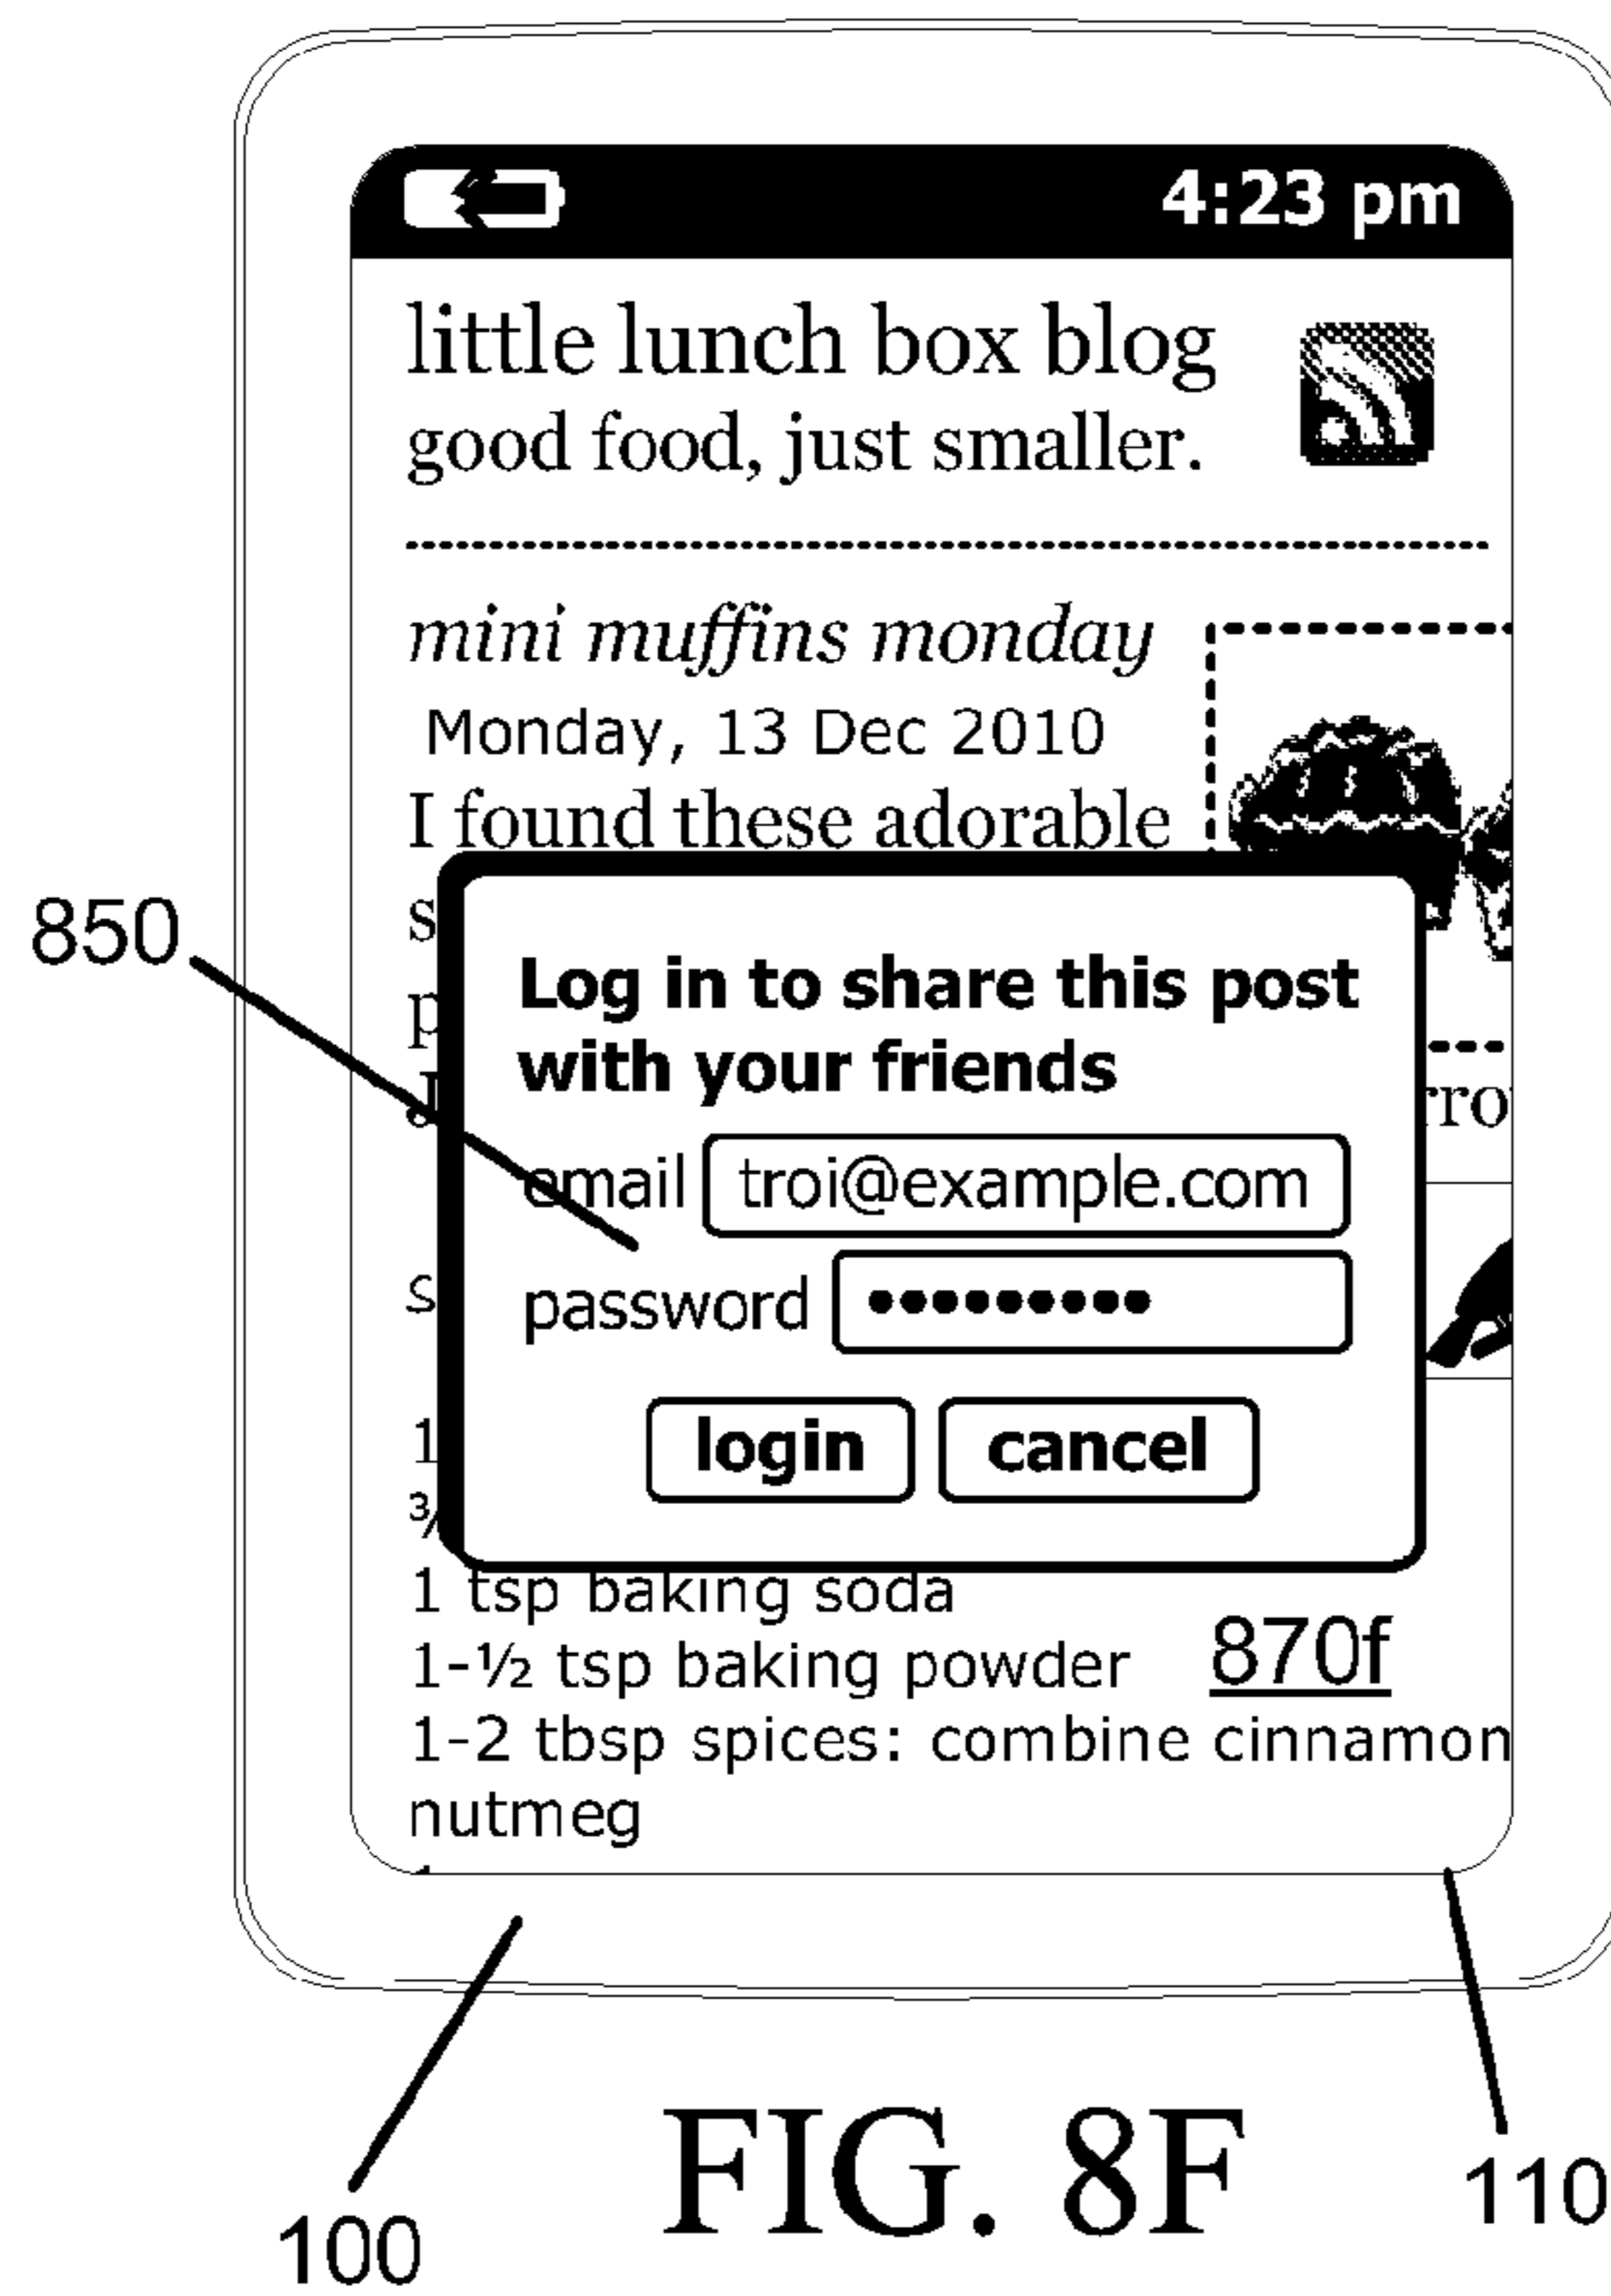 4:23 pm
little lunch box blog
good food, just smaller.
mini muffins monday
Monday, 13 Dec 2010
I found these adorable
850
Log in to share this post
with your friends
email troi@example.com
password •••••••••
login cancel
1 tsp baking soda
1-½ tsp baking powder
870f
1-2 tbsp spices: combine cinnamon
nutmeg
100
FIG. 8F
110